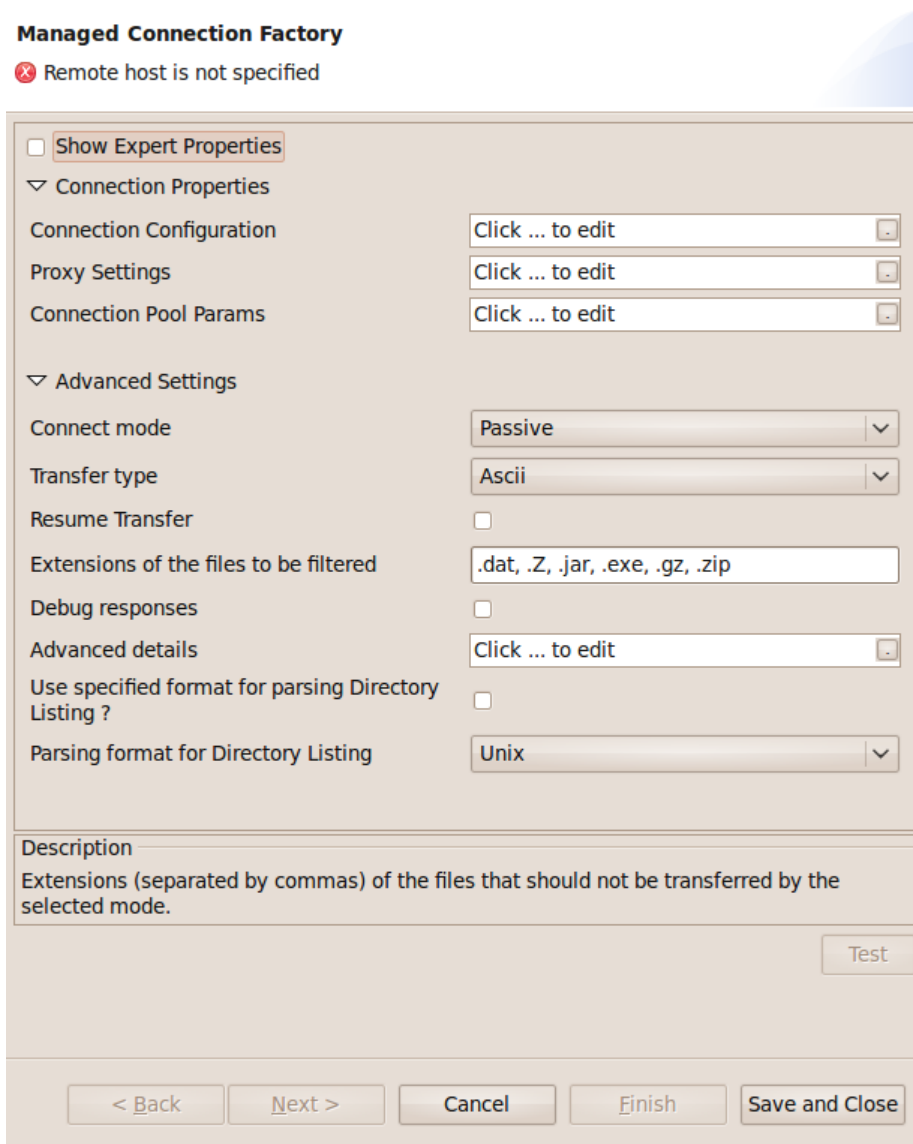 Managed Connection Factory
Remote host is not specified
Show Expert Properties
Connection Properties
Connection Configuration Click ... to edit .
Proxy Settings Click ... to edit .
Connection Pool Params Click ... to edit .
Advanced Settings
Connect mode Passive
Transfer type Ascii
Resume Transfer
Extensions of the files to be filtered .dat, .Z, .jar, .exe, .gz, .zip
Debug responses
Advanced details Click ... to edit .
Use specified format for parsing Directory
Listing ?
Parsing format for Directory Listing Unix
Description
Extensions (separated by commas) of the files that should not be transferred by the
selected mode.
Test
< Back Next > Cancel Finish Save and Close